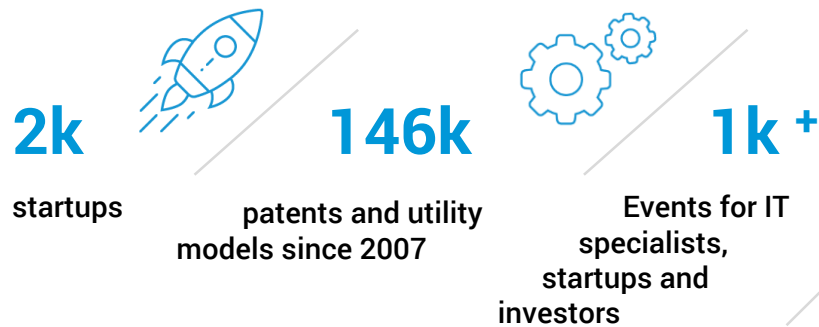 2k
startups
146k
patents and utility
models since 2007
1k +
Events for IT
specialists,
startups and
investors